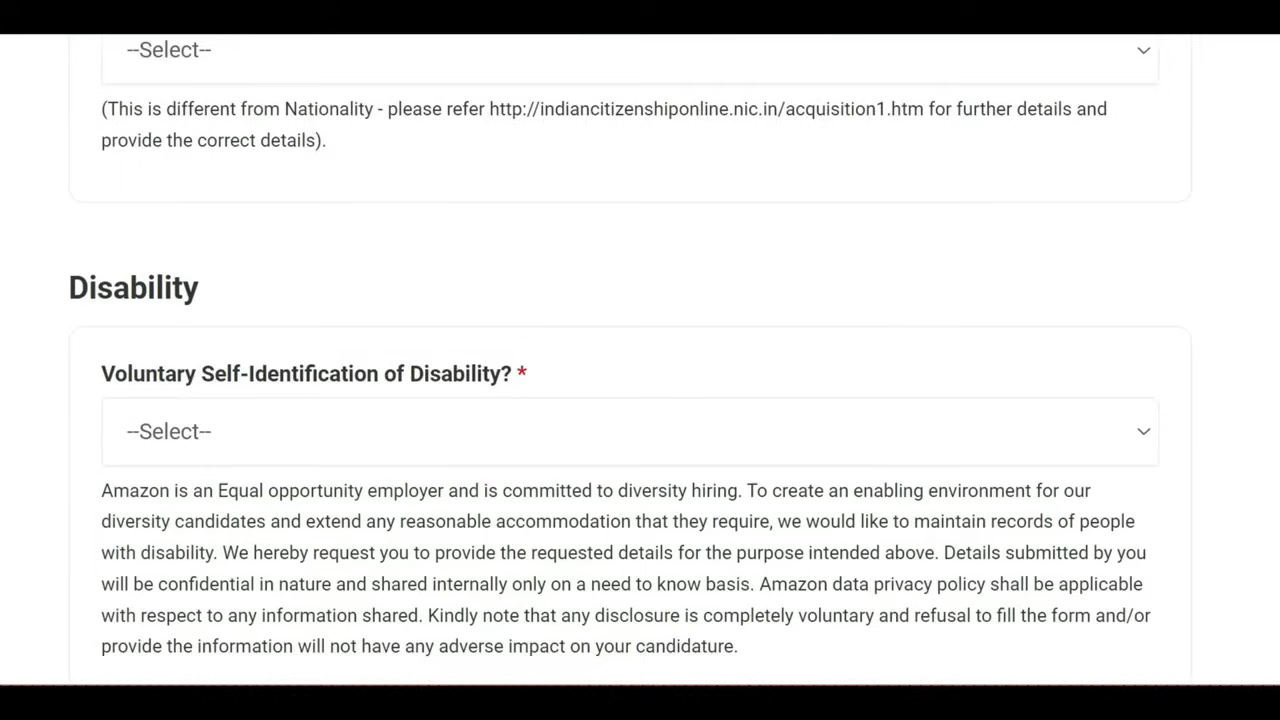 --Select--
(This is different from Nationality - please refer http://indiancitizenshiponline.nic.in/acquisition1.htm for further details and
provide the correct details).
Disability
Voluntary Self-Identification of Disability? *
--Select--
Amazon is an Equal opportunity employer and is committed to diversity hiring. To create an enabling environment for our
diversity candidates and extend any reasonable accommodation that they require, we would like to maintain records of people
with disability. We hereby request you to provide the requested details for the purpose intended above. Details submitted by you
will be confidential in nature and shared internally only on a need to know basis. Amazon data privacy policy shall be applicable
with respect to any information shared. Kindly note that any disclosure is completely voluntary and refusal to fill the form and/or
provide the information will not have any adverse impact on your candidature.